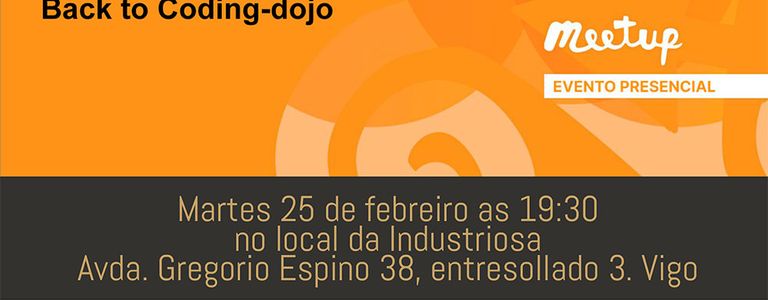 Back to Coding-dojo
Meetup
EVENTO PRESENCIAL
Martes 25 de febreiro as 19:30
no local da Industriosa
Avda. Gregorio Espino 38, entresollado 3. Vigo